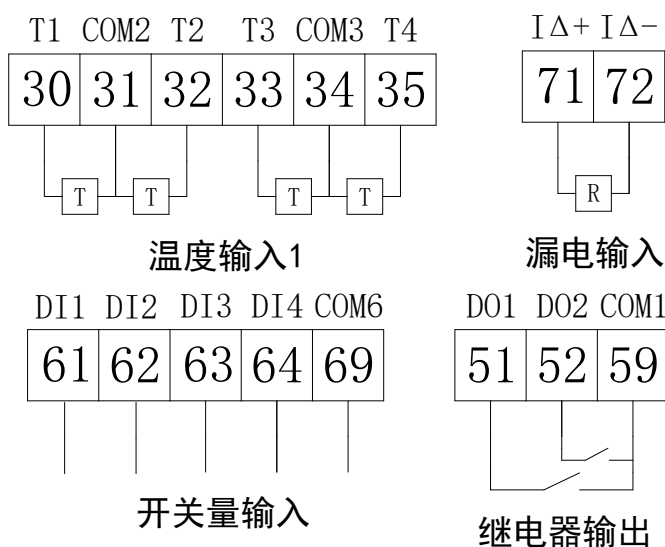 T1 COM2 T2 T3 COM3 T4
30 31 32 33 34 35
T T T T
温度输入1
IΔ+ IΔ-
71 72
R
漏电输入
DI1 DI2 DI3 DI4 COM6
61 62 63 64 69
开关量输入
DO1 DO2 COM1
51 52 59
继电器输出